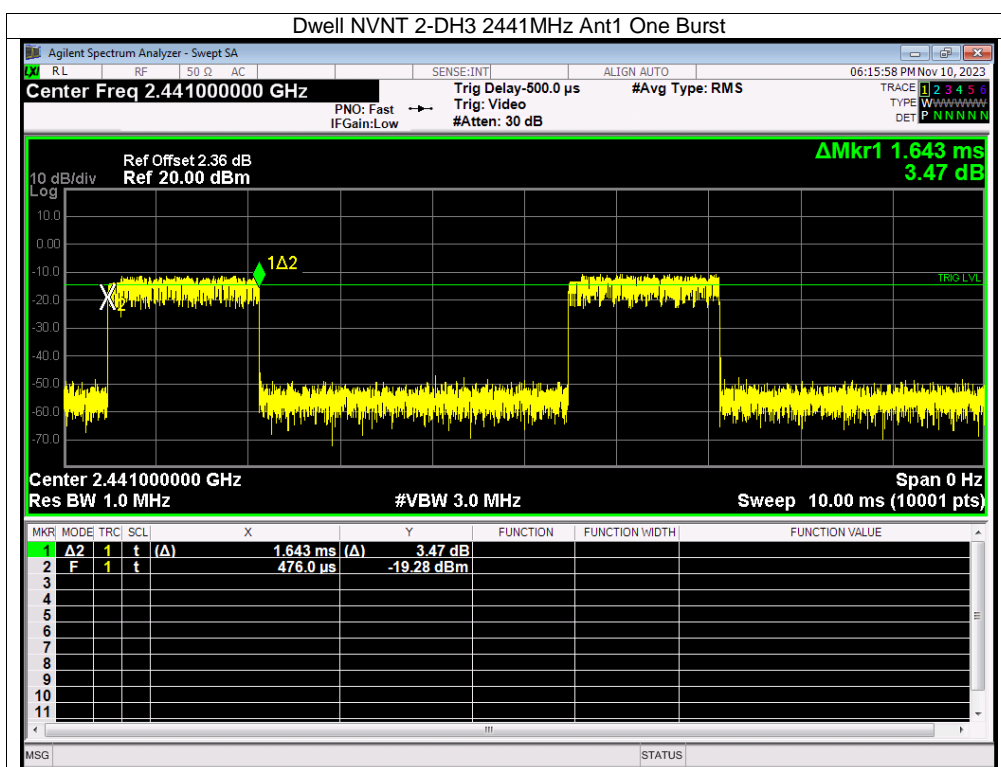 Dwell NVNT 2-DH3 2441MHz Ant1 One Burst
Agilent Spectrum Analyzer - Swept SA
LXI RL RF 50 Ω AC SENSE:INT ALIGN AUTO 06:15:58 PM Nov 10, 2023
Center Freq 2.441000000 GHz
PNO: Fast
IFGain:Low
Trig Delay-500.0 µs
Trig: Video
#Atten: 30 dB
#Avg Type: RMS
TRACE 1 2 3 4 5 6
TYPE WWWWWW
DET P N N N N N
Ref Offset 2.36 dB
10 dB/div Ref 20.00 dBm
Log
ΔMkr1 1.643 ms
3.47 dB
10.0
0.00
-10.0
-20.0
-30.0
-40.0
-50.0
-60.0
-70.0
1Δ2
2
TRIG LVL
Center 2.441000000 GHz Span 0 Hz
Res BW 1.0 MHz #VBW 3.0 MHz Sweep 10.00 ms (10001 pts)
MKR MODE TRC SCL X Y FUNCTION FUNCTION WIDTH FUNCTION VALUE
1 Δ2 1 t (Δ) 1.643 ms (Δ) 3.47 dB
2 F 1 t 476.0 µs -19.28 dBm
3
4
5
6
7
8
9
10
11
MSG STATUS